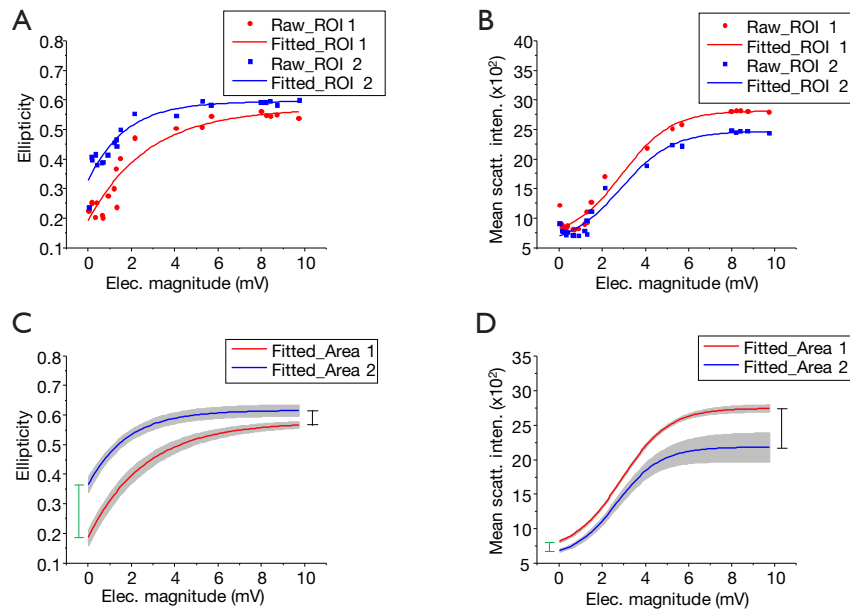 A
Raw_ROI 1
Fitted_ROI 1
Raw_ROI 2
Fitted_ROI 2
Ellipticity
0.8
0.7
0.6
0.5
0.4
0.3
0.2
0.1
0 2 4 6 8 10
Elec. magnitude (mV)
B
Raw_ROI 1
Fitted_ROI 1
Raw_ROI 2
Fitted_ROI 2
Mean scatt. inten. (x10²)
40
35
30
25
20
15
10
5
0 2 4 6 8 10
Elec. magnitude (mV)
C
Fitted_Area 1
Fitted_Area 2
Ellipticity
0.8
0.7
0.6
0.5
0.4
0.3
0.2
0.1
0 2 4 6 8 10
Elec. magnitude (mV)
D
Fitted_Area 1
Fitted_Area 2
Mean scatt. inten. (x10²)
35
30
25
20
15
10
5
0 2 4 6 8 10
Elec. magnitude (mV)